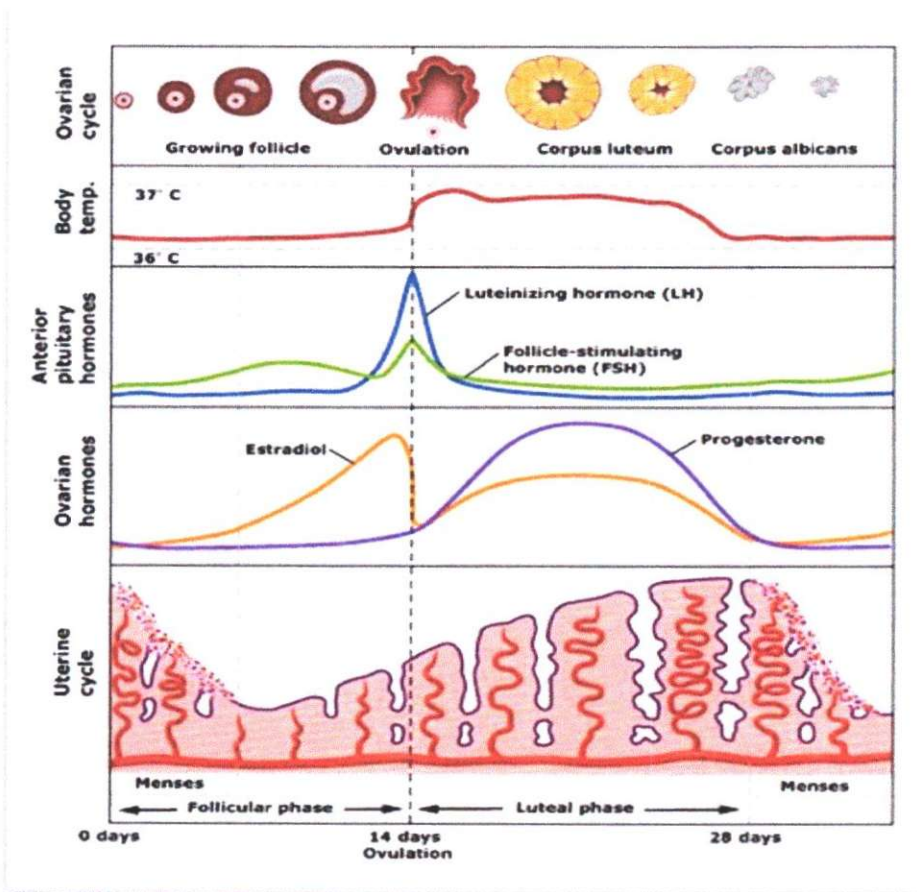 Ovarian
cycle
Growing follicle
Ovulation
Corpus luteum
Corpus albicans
Body
temp.
37° C
36° C
Anterior
pituitary
hormones
Luteinizing hormone (LH)
Follicle-stimulating
hormone (FSH)
Ovarian
hormones
Estradiol
Progesterone
Uterine
cycle
Menses
Menses
Follicular phase
Luteal phase
0 days
14 days
28 days
Ovulation